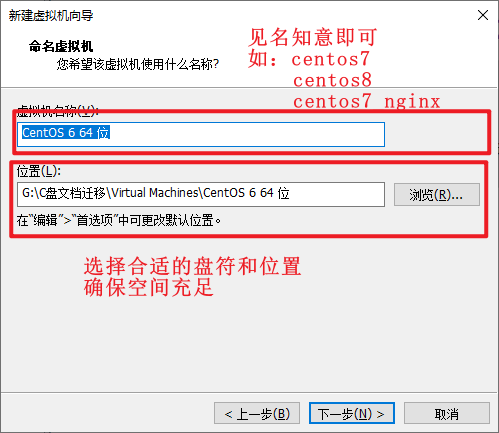 新建虚拟机向导
命名虚拟机
您希望该虚拟机使用什么名称?
见名知意即可
如: centos7
centos8
centos7 nginx
虚拟机名称(V):
CentOS 6 64 位
位置(L):
G:\C盘文档迁移\Virtual Machines\CentOS 6 64 位
浏览(R)...
在“编辑”>“首选项”中可更改默认位置。
选择合适的盘符和位置
确保空间充足
< 上一步(B)
下一步(N) >
取消